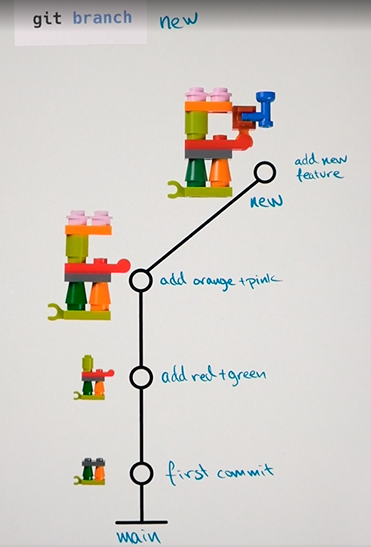 git branch new
add new
feature
new
add orange + pink
add red + green
first commit
main